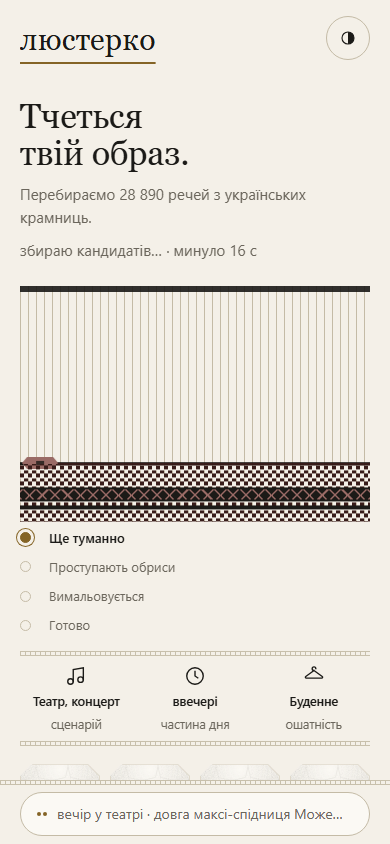 люстерко
Тчеться
твій образ.
Перебираємо 28 890 речей з українських
крамниць.
збираю кандидатів... · минуло 16 с
Ще туманно
Проступають обриси
Вимальовується
Готово
Театр, концерт
ввечері
Буденне
сценарій
частина дня
ошатність
вечір у театрі · довга максі-спідниця Може...